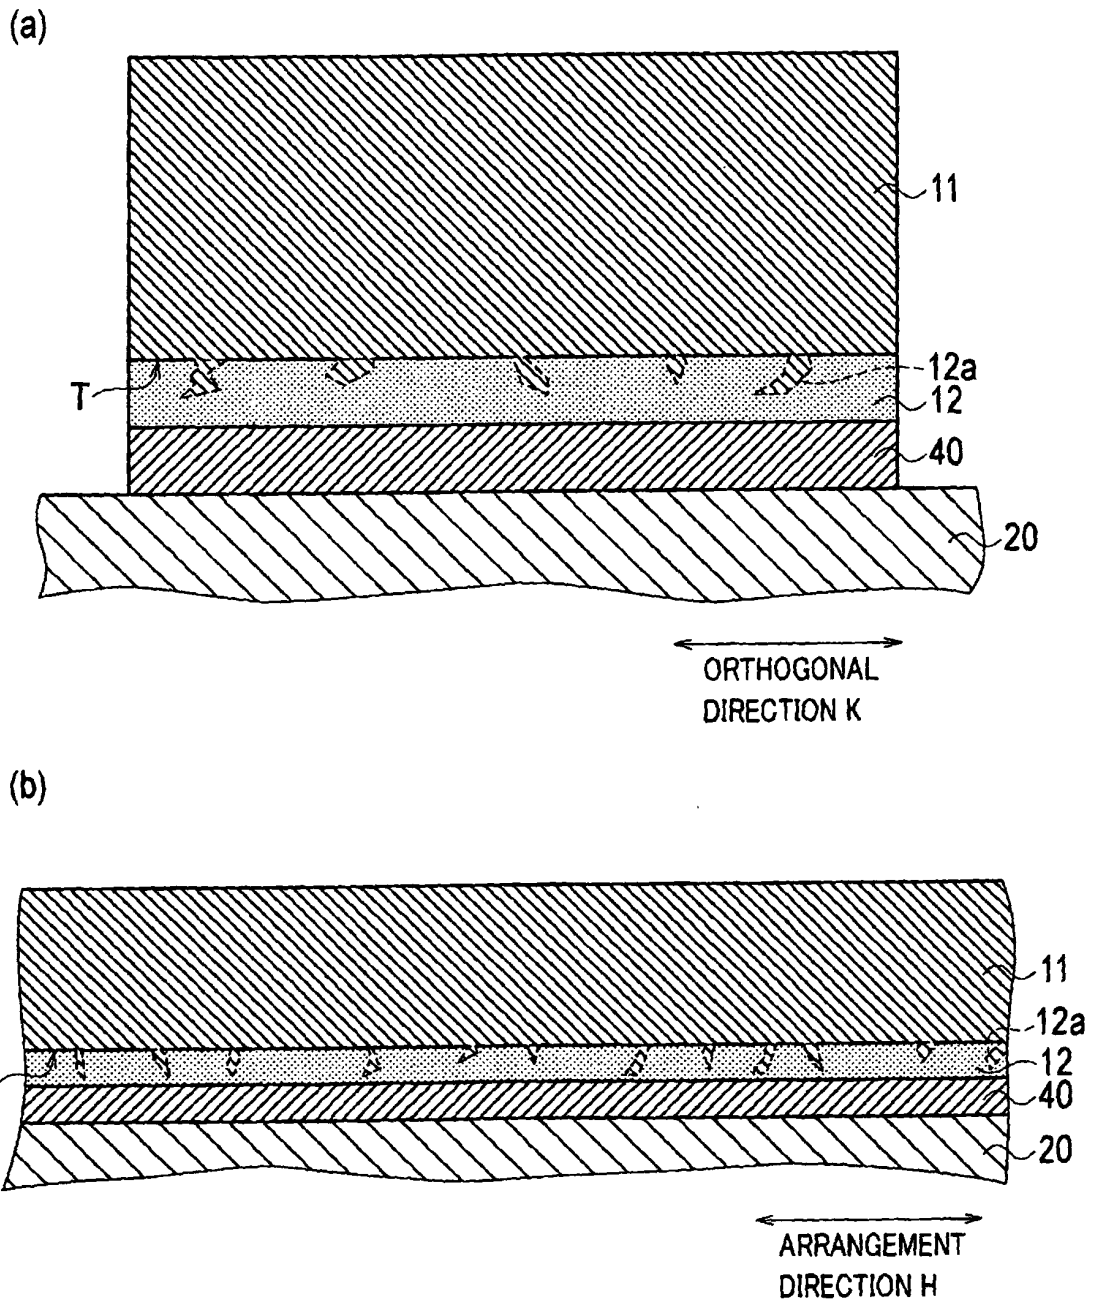 (a)
11
T
12a
12
40
20
ORTHOGONAL
DIRECTION K
(b)
11
12a
12
40
20
ARRANGEMENT
DIRECTION H